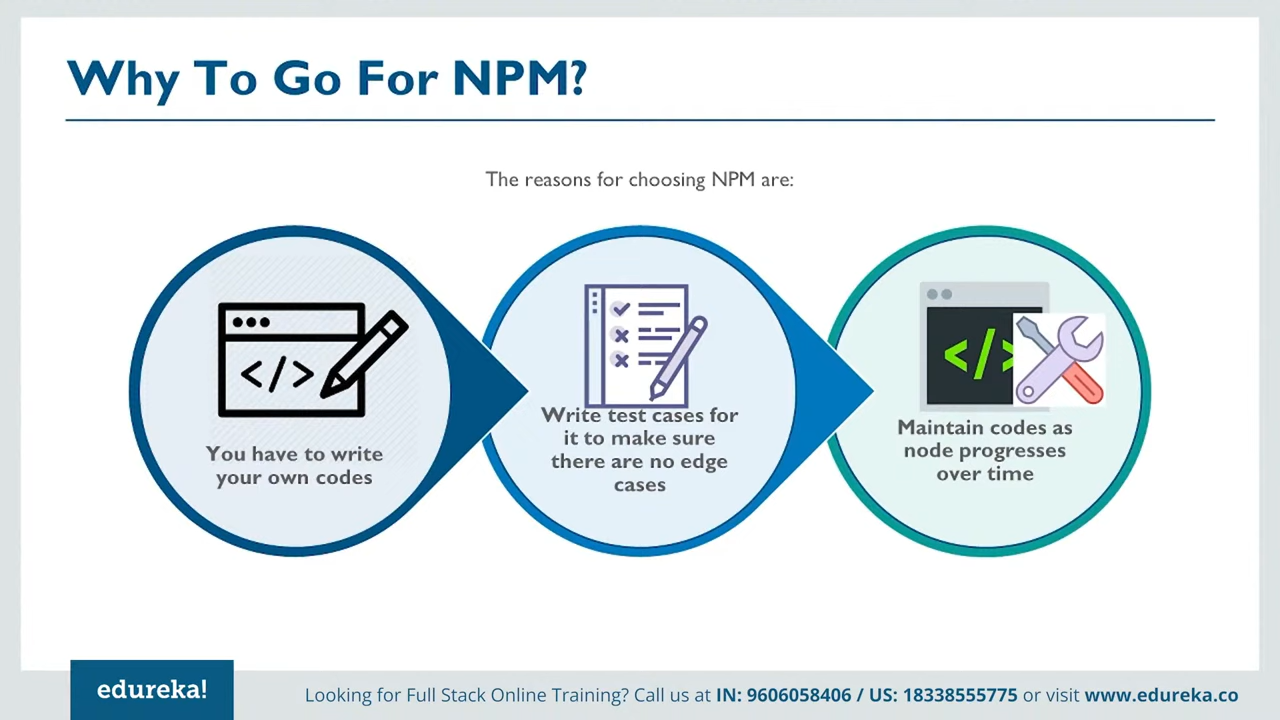 Why To Go For NPM?
The reasons for choosing NPM are:
</>
You have to write
your own codes
Write test cases for
it to make sure
there are no edge
cases
</>
Maintain codes as
node progresses
over time
edureka!
Looking for Full Stack Online Training? Call us at IN: 9606058406 / US: 18338555775 or visit www.edureka.co